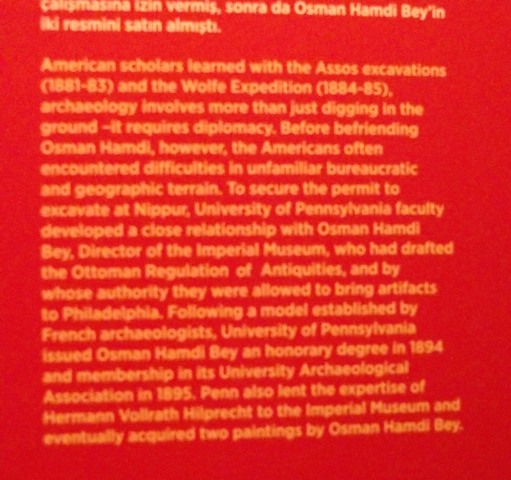 çalışmasına izin vermiş, sonra da Osman Hamdi Bey'in
iki resmini satın almıştı.
American scholars learned with the Assos excavations
(1881-83) and the Wolfe Expedition (1884-85),
archaeology involves more than just digging in the
ground –it requires diplomacy. Before befriending
Osman Hamdi, however, the Americans often
encountered difficulties in unfamiliar bureaucratic
and geographic terrain. To secure the permit to
excavate at Nippur, University of Pennsylvania faculty
developed a close relationship with Osman Hamdi
Bey, Director of the Imperial Museum, who had drafted
the Ottoman Regulation of Antiquities, and by
whose authority they were allowed to bring artifacts
to Philadelphia. Following a model established by
French archaeologists, University of Pennsylvania
issued Osman Hamdi Bey an honorary degree in 1894
and membership in its University Archaeological
Association in 1895. Penn also lent the expertise of
Hermann Vollrath Hilprecht to the Imperial Museum and
eventually acquired two paintings by Osman Hamdi Bey.